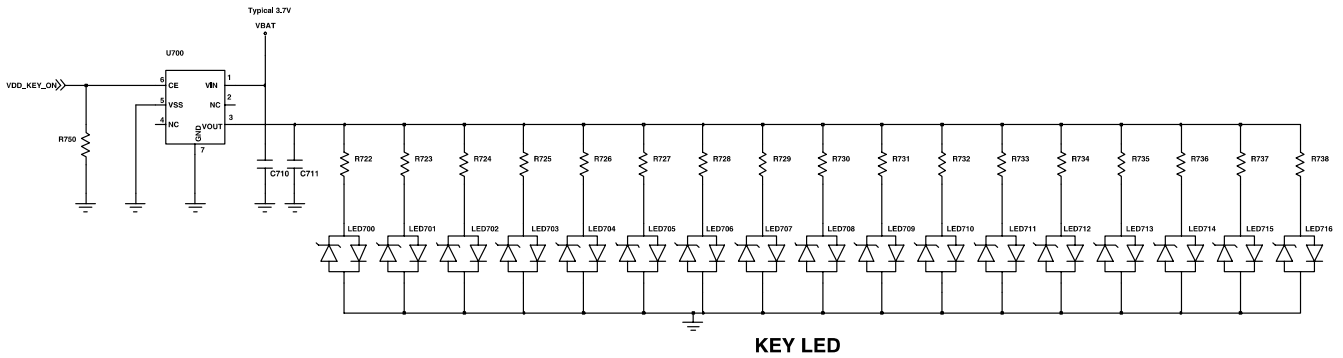 Typical 3.7V
VBAT
U700
VDD_KEY_ON
6 CE VIN 1
5 VSS NC 2
4 NC VOUT 3
GND
7
R750
C710 C711
R722 R723 R724 R725 R726 R727 R728 R729 R730 R731 R732 R733 R734 R735 R736 R737 R738
LED700 LED701 LED702 LED703 LED704 LED705 LED706 LED707 LED708 LED709 LED710 LED711 LED712 LED713 LED714 LED715 LED716
KEY LED